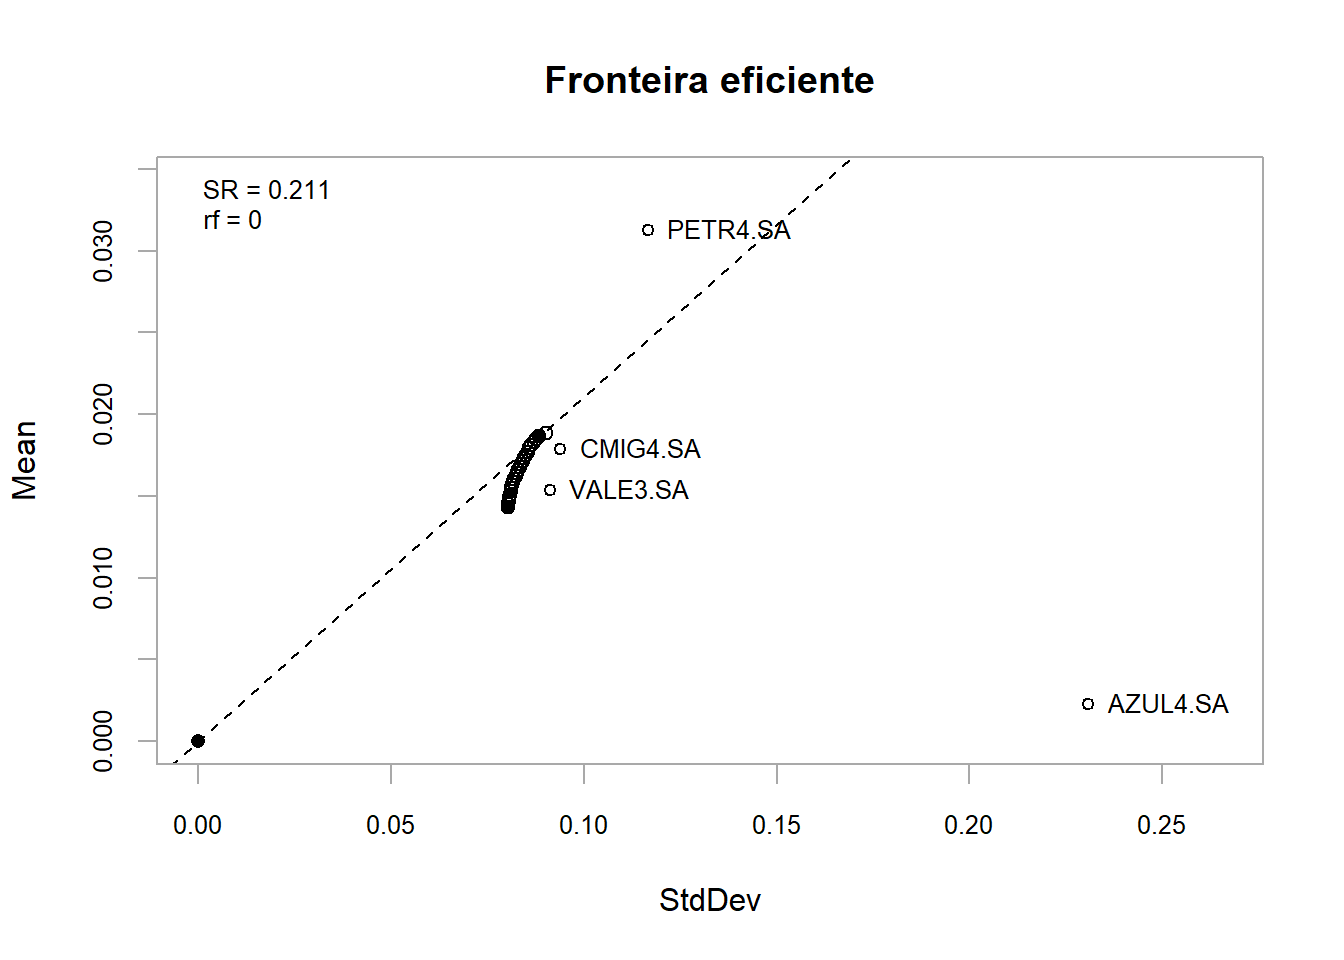 Fronteira eficiente
SR = 0.211
rf = 0
PETR4.SA
CMIG4.SA
VALE3.SA
AZUL4.SA
Mean
0.030
0.020
0.010
0.000
0.00 0.05 0.10 0.15 0.20 0.25
StdDev